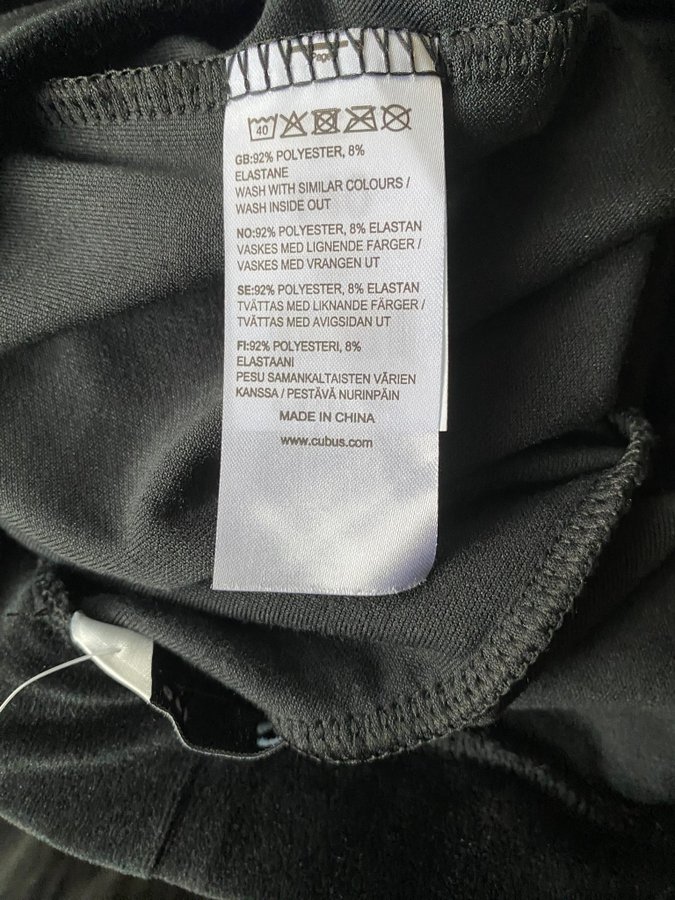 40
GB:92% POLYESTER, 8%
ELASTANE
WASH WITH SIMILAR COLOURS /
WASH INSIDE OUT
NO:92% POLYESTER, 8% ELASTAN
VASKES MED LIGNENDE FARGER /
VASKES MED VRANGEN UT
SE:92% POLYESTER, 8% ELASTAN
TVÄTTAS MED LIKNANDE FÄRGER /
TVÄTTAS MED AVIGSIDAN UT
FI:92% POLYESTERI, 8%
ELASTAANI
PESU SAMANKALTAISTEN VÄRIEN
KANSSA / PESTÄVÄ NURINPÄIN
MADE IN CHINA
www.cubus.com